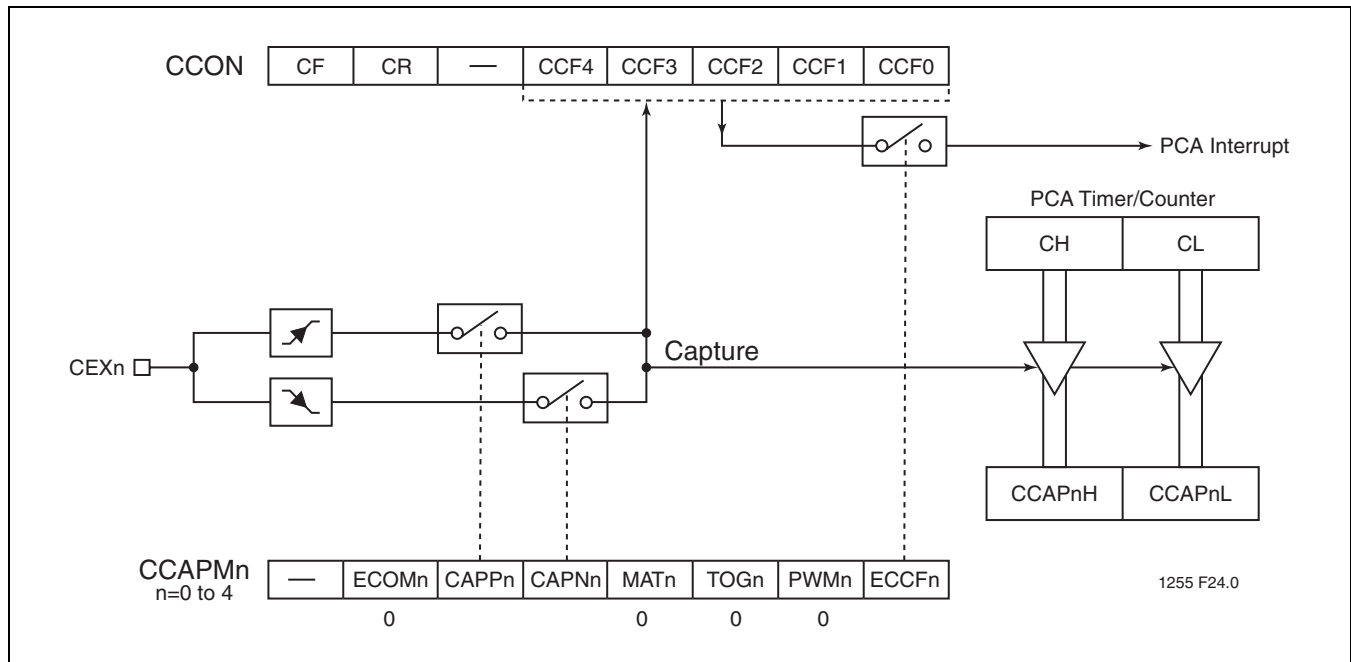 CCON CF CR — CCF4 CCF3 CCF2 CCF1 CCF0
PCA Interrupt
PCA Timer/Counter
CH CL
CEXn
Capture
CCAPnH CCAPnL
CCAPMn
n=0 to 4
— ECOMn CAPPn CAPNn MATn TOGn PWMn ECCFn
0 0 0 0
1255 F24.0